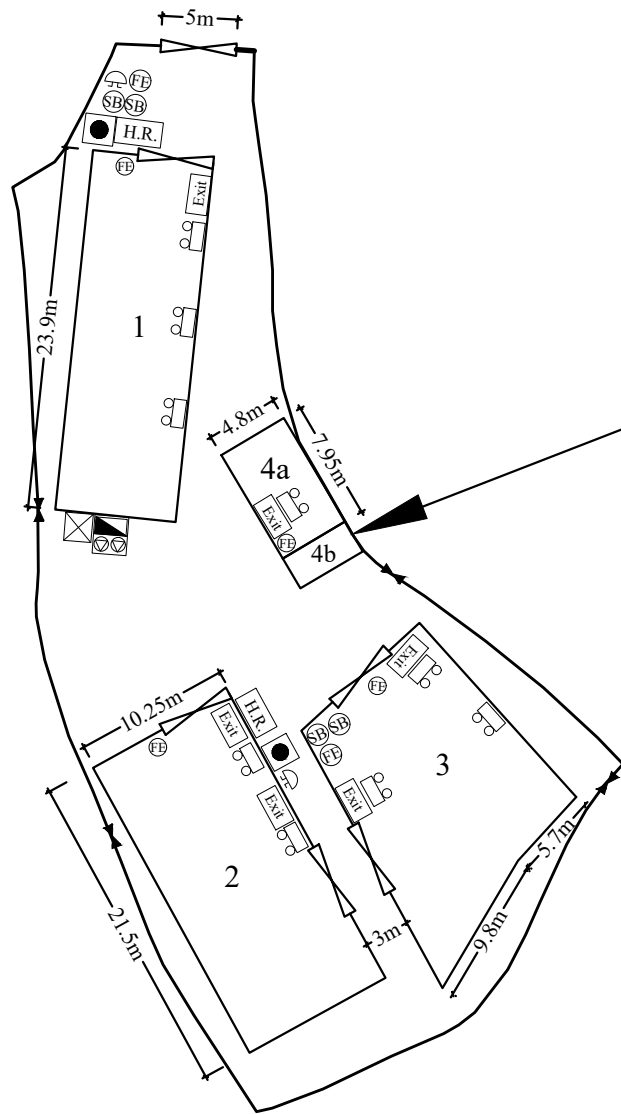 5m
FE
SB SB
H.R.
FE
Exit
23.9m
1
4.8m
7.95m
4a
Exit
FE
4b
10.25m
H.R.
Exit
FE
Exit
2
21.5m
Exit
FE
SB SB
FE
Exit
3
5.7m
9.8m
3m